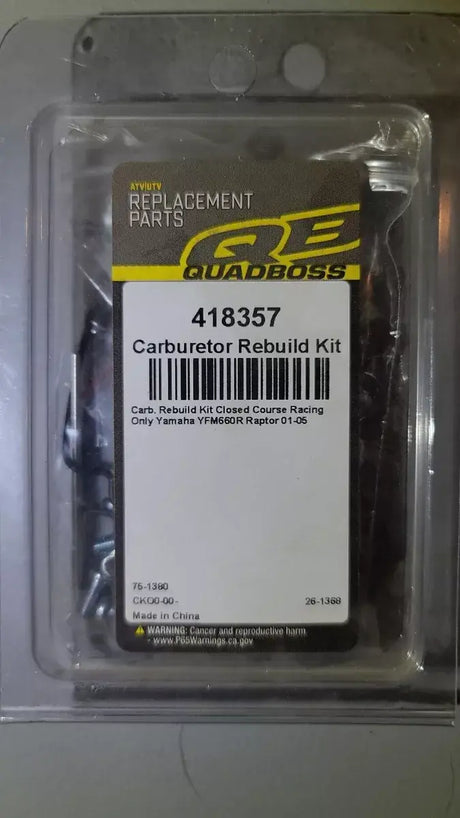 ATV|UTV
REPLACEMENT
PARTS
QB
QUADBOSS
418357
Carburetor Rebuild Kit
Carb. Rebuild Kit Closed Course Racing
Only Yamaha YFM660R Raptor 01-05
75-1380
CKO0-00-
26-1368
Made in China
WARNING: Cancer and reproductive harm
- www.P65Warnings.ca.gov